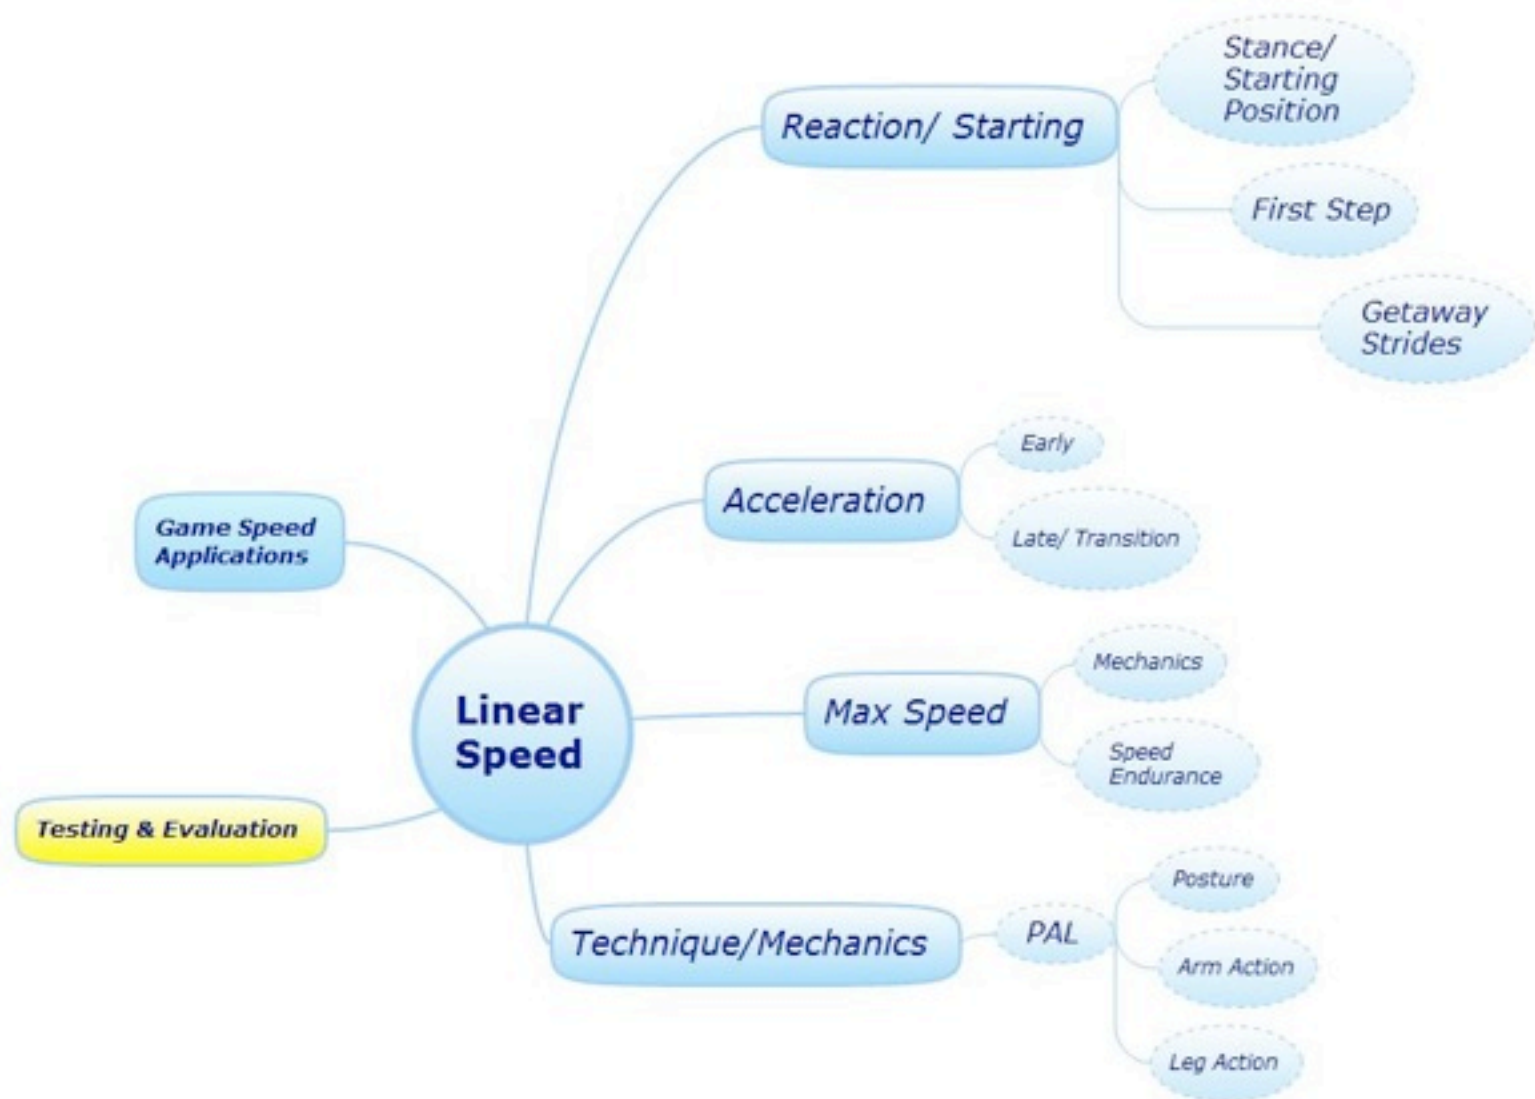 Stance/
Starting
Position
Reaction/ Starting
First Step
Getaway
Strides
Early
Acceleration
Late/ Transition
Game Speed
Applications
Mechanics
Max Speed
Linear
Speed
Speed
Endurance
Testing & Evaluation
Posture
PAL
Technique/Mechanics
Arm Action
Leg Action